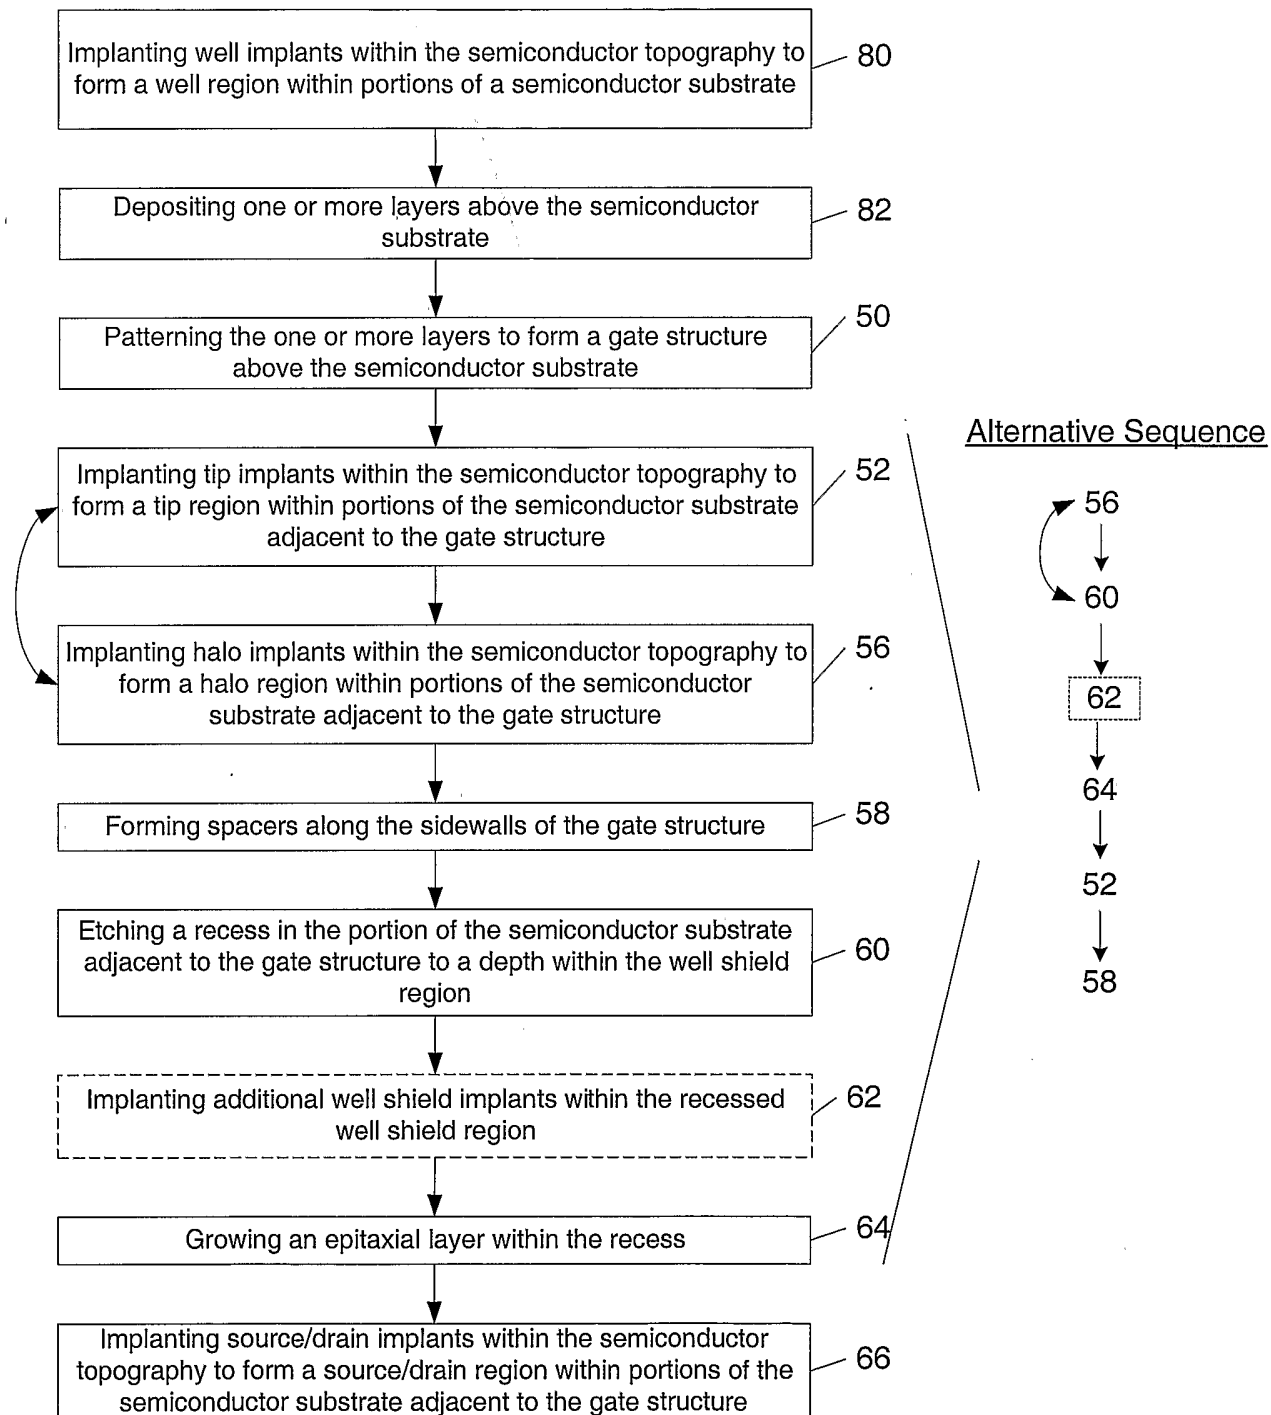 Implanting well implants within the semiconductor topography to
form a well region within portions of a semiconductor substrate
80
Depositing one or more layers above the semiconductor
substrate
82
Patterning the one or more layers to form a gate structure
above the semiconductor substrate
50
Implanting tip implants within the semiconductor topography to
form a tip region within portions of the semiconductor substrate
adjacent to the gate structure
52
Implanting halo implants within the semiconductor topography to
form a halo region within portions of the semiconductor
substrate adjacent to the gate structure
56
Forming spacers along the sidewalls of the gate structure
58
Etching a recess in the portion of the semiconductor substrate
adjacent to the gate structure to a depth within the well shield
region
60
Implanting additional well shield implants within the recessed
well shield region
62
Growing an epitaxial layer within the recess
64
Implanting source/drain implants within the semiconductor
topography to form a source/drain region within portions of the
semiconductor substrate adjacent to the gate structure
66
Alternative Sequence
56
60
62
64
52
58